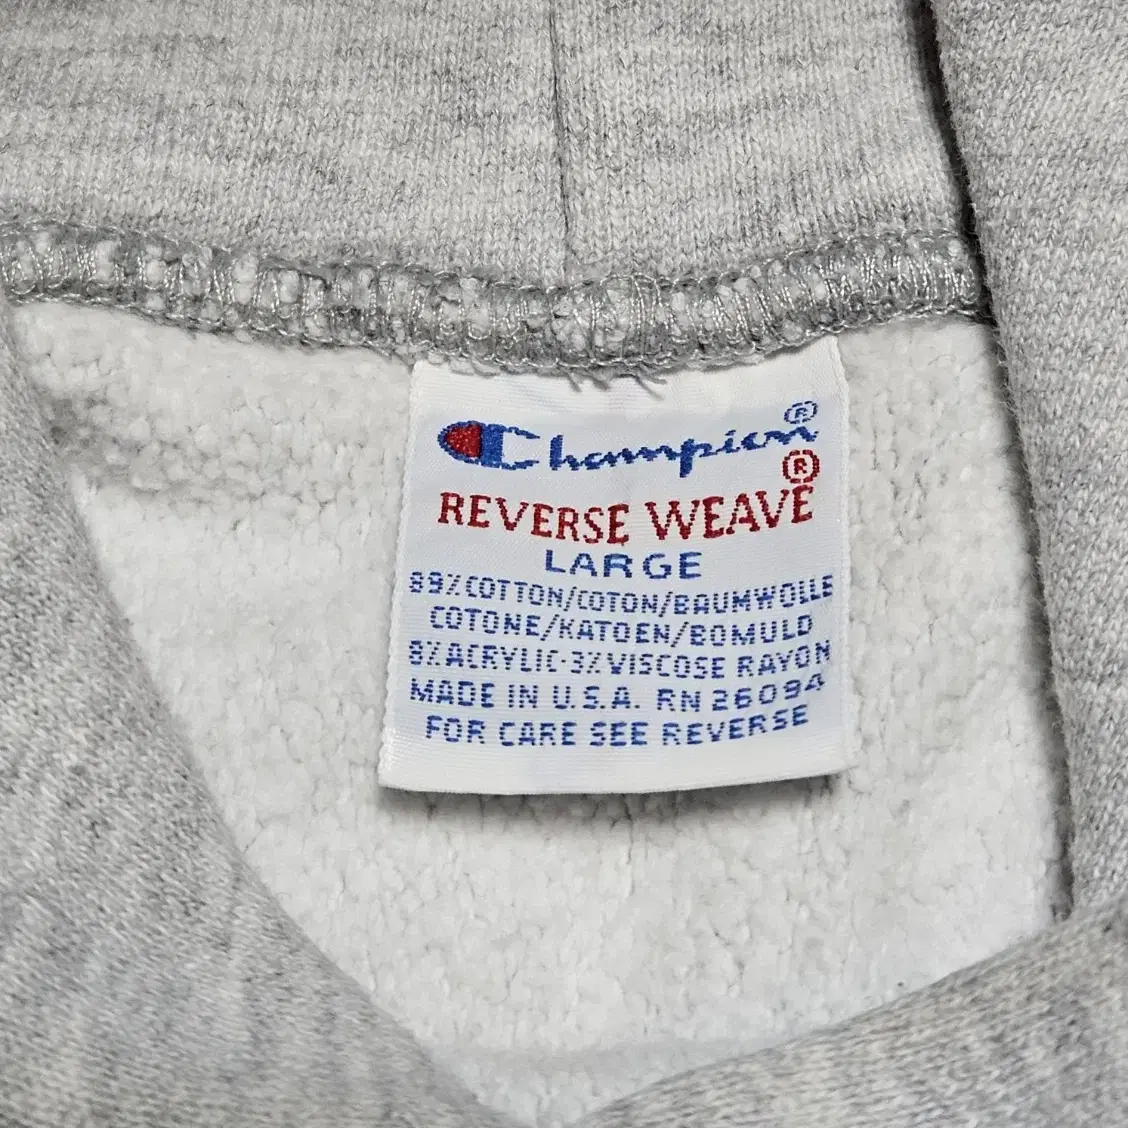 Champion®
REVERSE WEAVE®
LARGE
89% COTTON/COTON/BAUMWOLLE
COTONE/KATOEN/BOMULD
8% ACRYLIC·3% VISCOSE RAYON
MADE IN U.S.A. RN 26094
FOR CARE SEE REVERSE